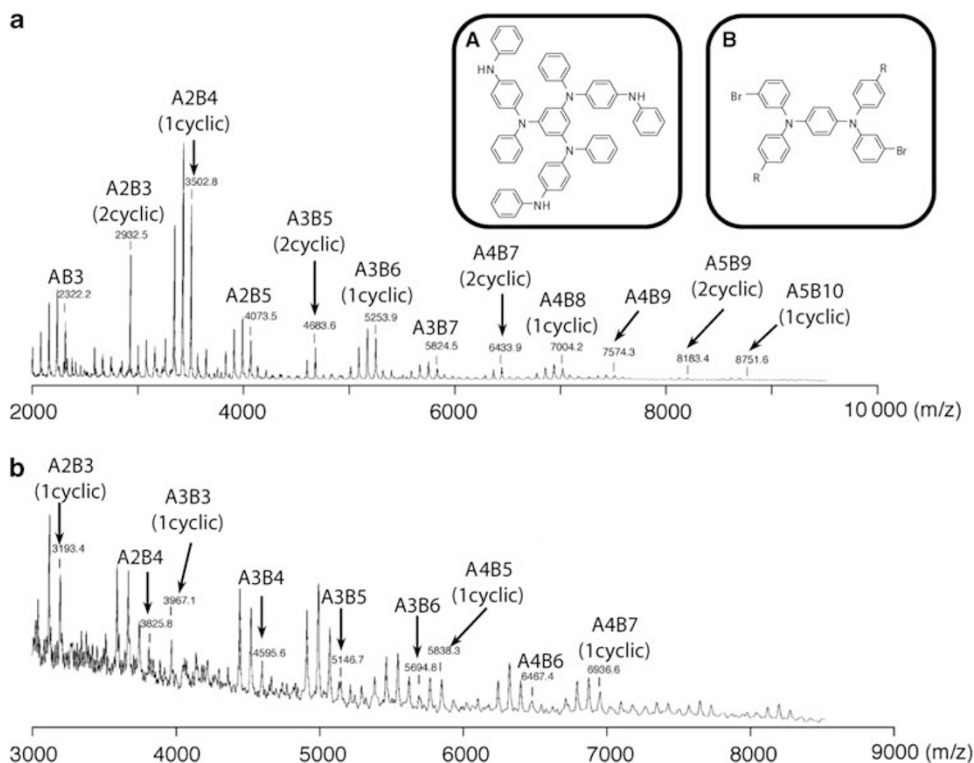 a
A
HN
N
N
NH
N
NH
B
Br
R
N
N
R
Br
A2B4
(1cyclic)
3502.8
A2B3
(2cyclic)
2932.5
AB3
2322.2
A2B5
4073.5
A3B5
(2cyclic)
4683.6
A3B6
(1cyclic)
5253.9
A3B7
5824.5
A4B7
(2cyclic)
6433.9
A4B8
(1cyclic)
7004.2
A4B9
7574.3
A5B9
(2cyclic)
8183.4
A5B10
(1cyclic)
8751.6
2000 4000 6000 8000 10 000 (m/z)
b
A2B3
(1cyclic)
3193.4
A2B4
3825.8
A3B3
(1cyclic)
3967.1
A3B4
4595.6
A3B5
5146.7
A3B6
5694.8
A4B5
(1cyclic)
5838.3
A4B6
6467.4
A4B7
(1cyclic)
6936.6
3000 4000 5000 6000 7000 8000 9000 (m/z)